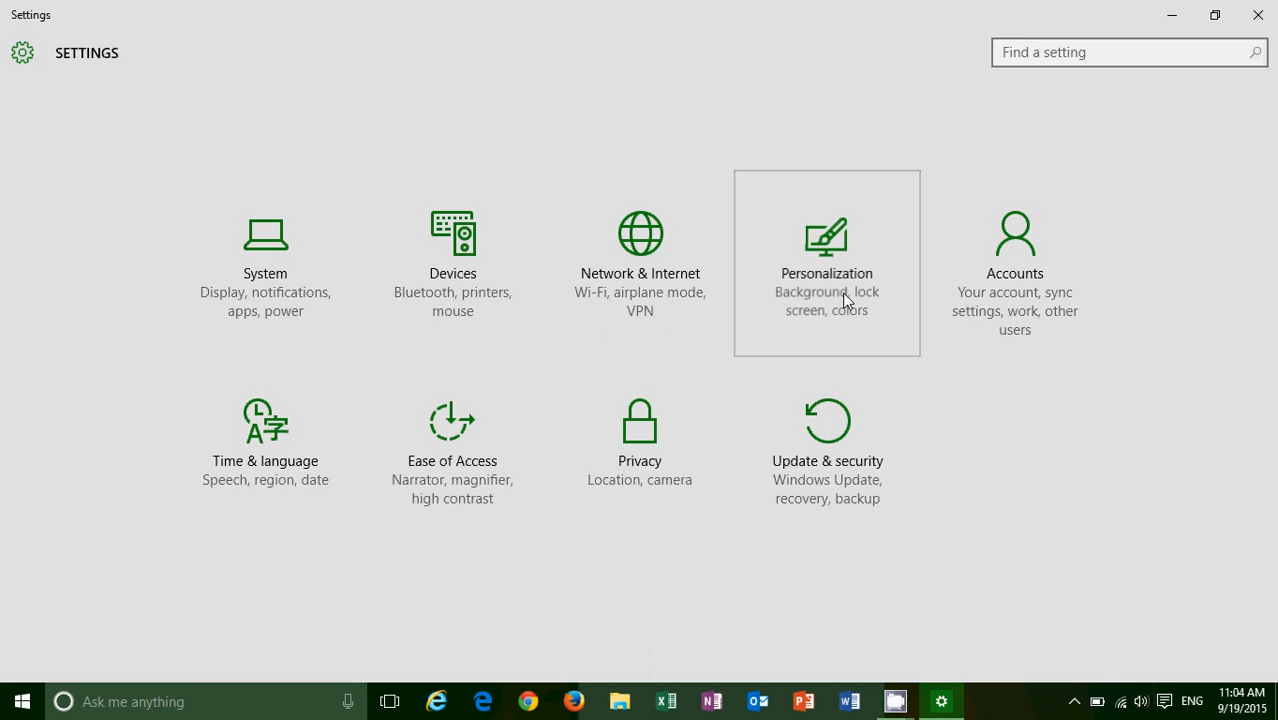 Settings
SETTINGS
Find a setting
System
Display, notifications,
apps, power
Devices
Bluetooth, printers,
mouse
Network & Internet
Wi-Fi, airplane mode,
VPN
Personalization
Background, lock
screen, colors
Accounts
Your account, sync
settings, work, other
users
Time & language
Speech, region, date
Ease of Access
Narrator, magnifier,
high contrast
Privacy
Location, camera
Update & security
Windows Update,
recovery, backup
Ask me anything
ENG
11:04 AM
9/19/2015